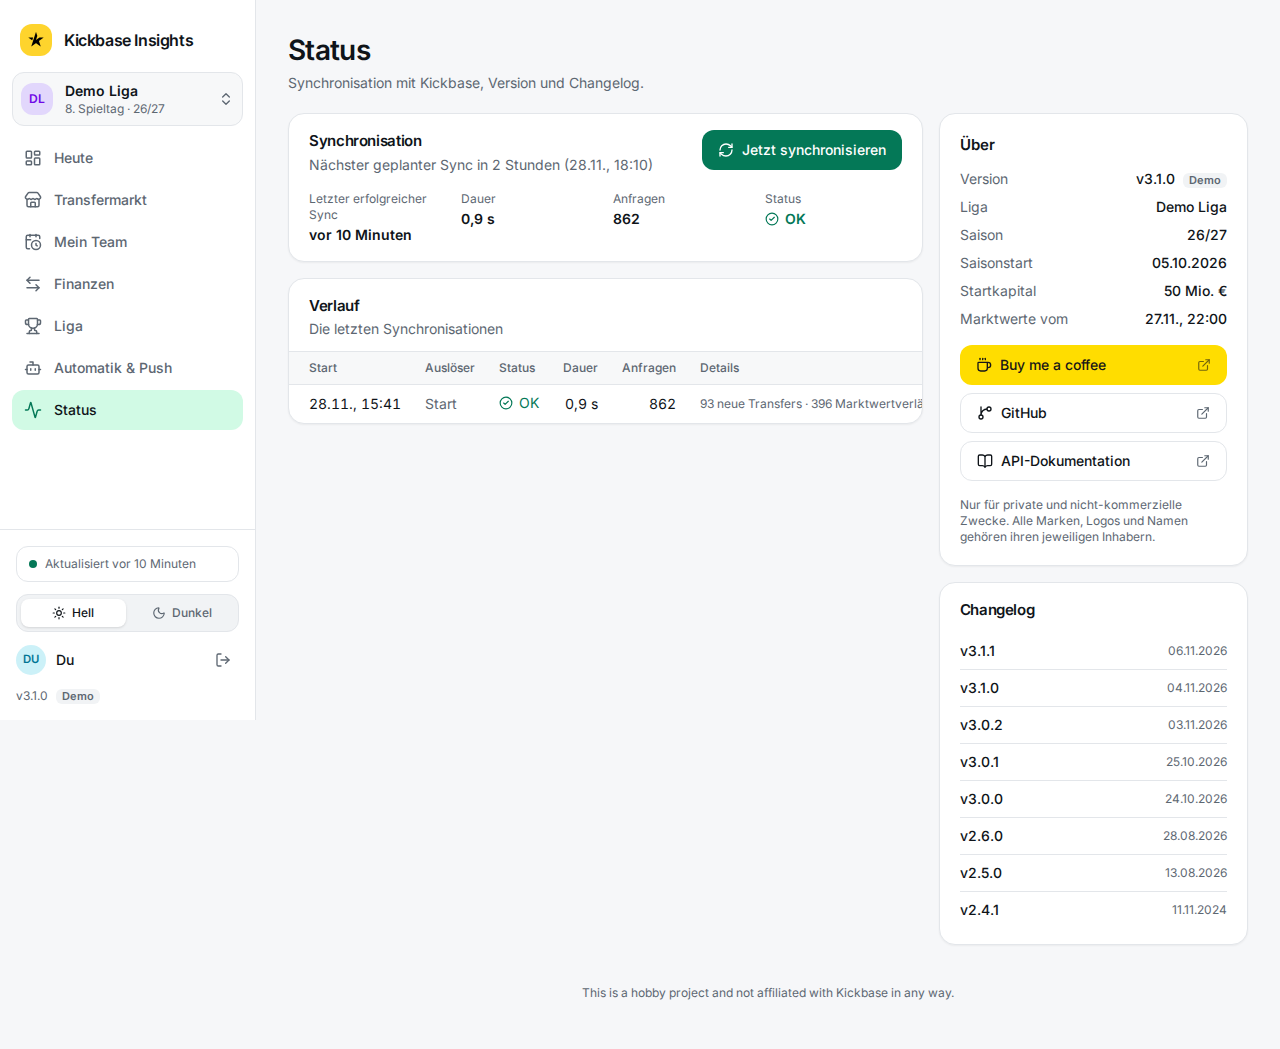 Kickbase Insights
DL
Demo Liga
8. Spieltag · 26/27
Heute
Transfermarkt
Mein Team
Finanzen
Liga
Automatik & Push
Status
Aktualisiert vor 10 Minuten
Hell
Dunkel
DU
Du
v3.1.0 Demo
Status
Synchronisation mit Kickbase, Version und Changelog.
Synchronisation
Nächster geplanter Sync in 2 Stunden (28.11., 18:10)
Jetzt synchronisieren
Letzter erfolgreicher
Sync
vor 10 Minuten
Dauer
0,9 s
Anfragen
862
Status
OK
Verlauf
Die letzten Synchronisationen
Start Auslöser Status Dauer Anfragen Details
28.11., 15:41 Start OK 0,9 s 862 93 neue Transfers · 396
Über
Version v3.1.0 Demo
Liga Demo Liga
Saison 26/27
Saisonstart 05.10.2026
Startkapital 50 Mio. €
Marktwerte vom 27.11., 22:00
Buy me a coffee
GitHub
API-Dokumentation
Nur für private und nicht-kommerzielle
Zwecke. Alle Marken, Logos und Namen
gehören ihren jeweiligen Inhabern.
Changelog
v3.1.1 06.11.2026
v3.1.0 04.11.2026
v3.0.2 03.11.2026
v3.0.1 25.10.2026
v3.0.0 24.10.2026
v2.6.0 28.08.2026
v2.5.0 13.08.2026
v2.4.1 11.11.2024
This is a hobby project and not affiliated with Kickbase in any way.